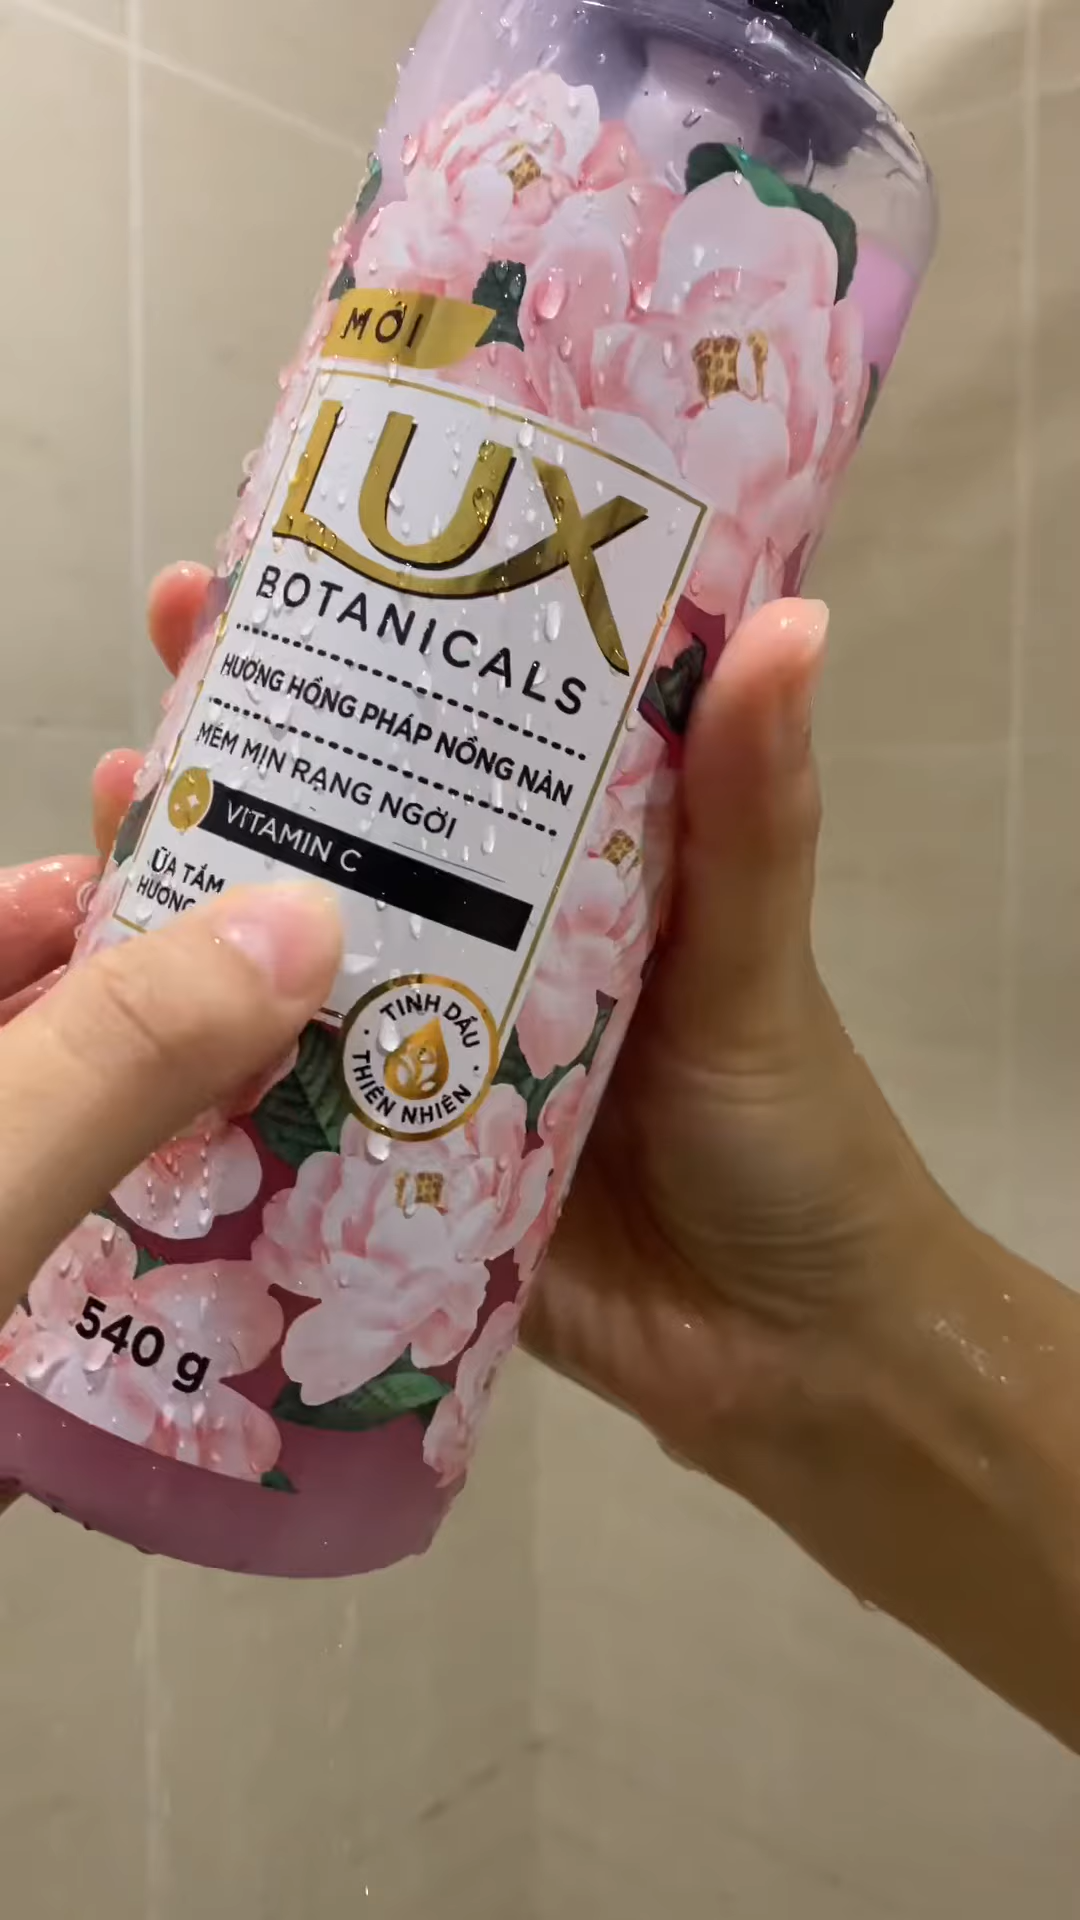 MỚI
LUX
BOTANICALS
HƯƠNG HỒNG PHÁP NỒNG NÀN
MỀM MỊN RẠNG NGỜI
VITAMIN C
ỮA TẮM
HƯƠNG
TINH DẦU
THIÊN NHIÊN
540 g